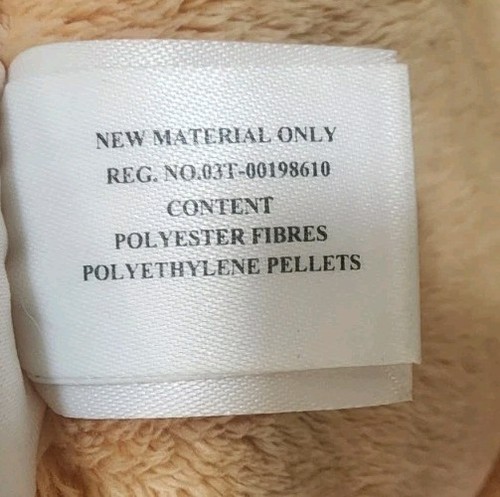 NEW MATERIAL ONLY
REG. NO.03T-00198610
CONTENT
POLYESTER FIBRES
POLYETHYLENE PELLETS